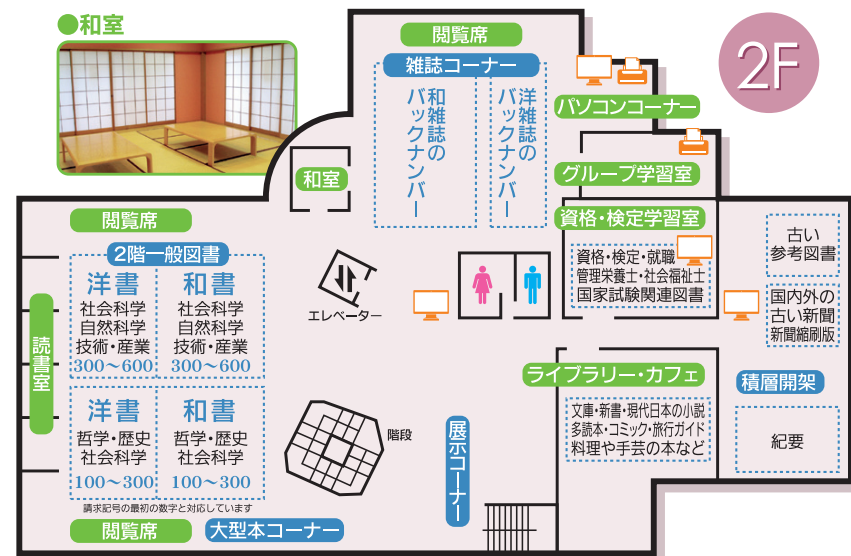 ●和室
2F
閲覧席
雑誌コーナー
和雑誌の
バックナンバー
洋雑誌の
バックナンバー
パソコンコーナー
グループ学習室
資格・検定学習室
資格・検定・就職
管理栄養士・社会福祉士
国家試験関連図書
古い
参考図書
国内外の
古い新聞
新聞縮刷版
和室
閲覧席
2階一般図書
洋書
社会科学
自然科学
技術・産業
300〜600
和書
社会科学
自然科学
技術・産業
300〜600
読書室
洋書
哲学・歴史
社会科学
100〜300
和書
哲学・歴史
社会科学
100〜300
請求記号の最初の数字と対応しています
閲覧席
大型本コーナー
エレベーター
階段
展示コーナー
ライブラリー・カフェ
文庫・新書・現代日本の小説
多読本・コミック・旅行ガイド
料理や手芸の本など
積層開架
紀要